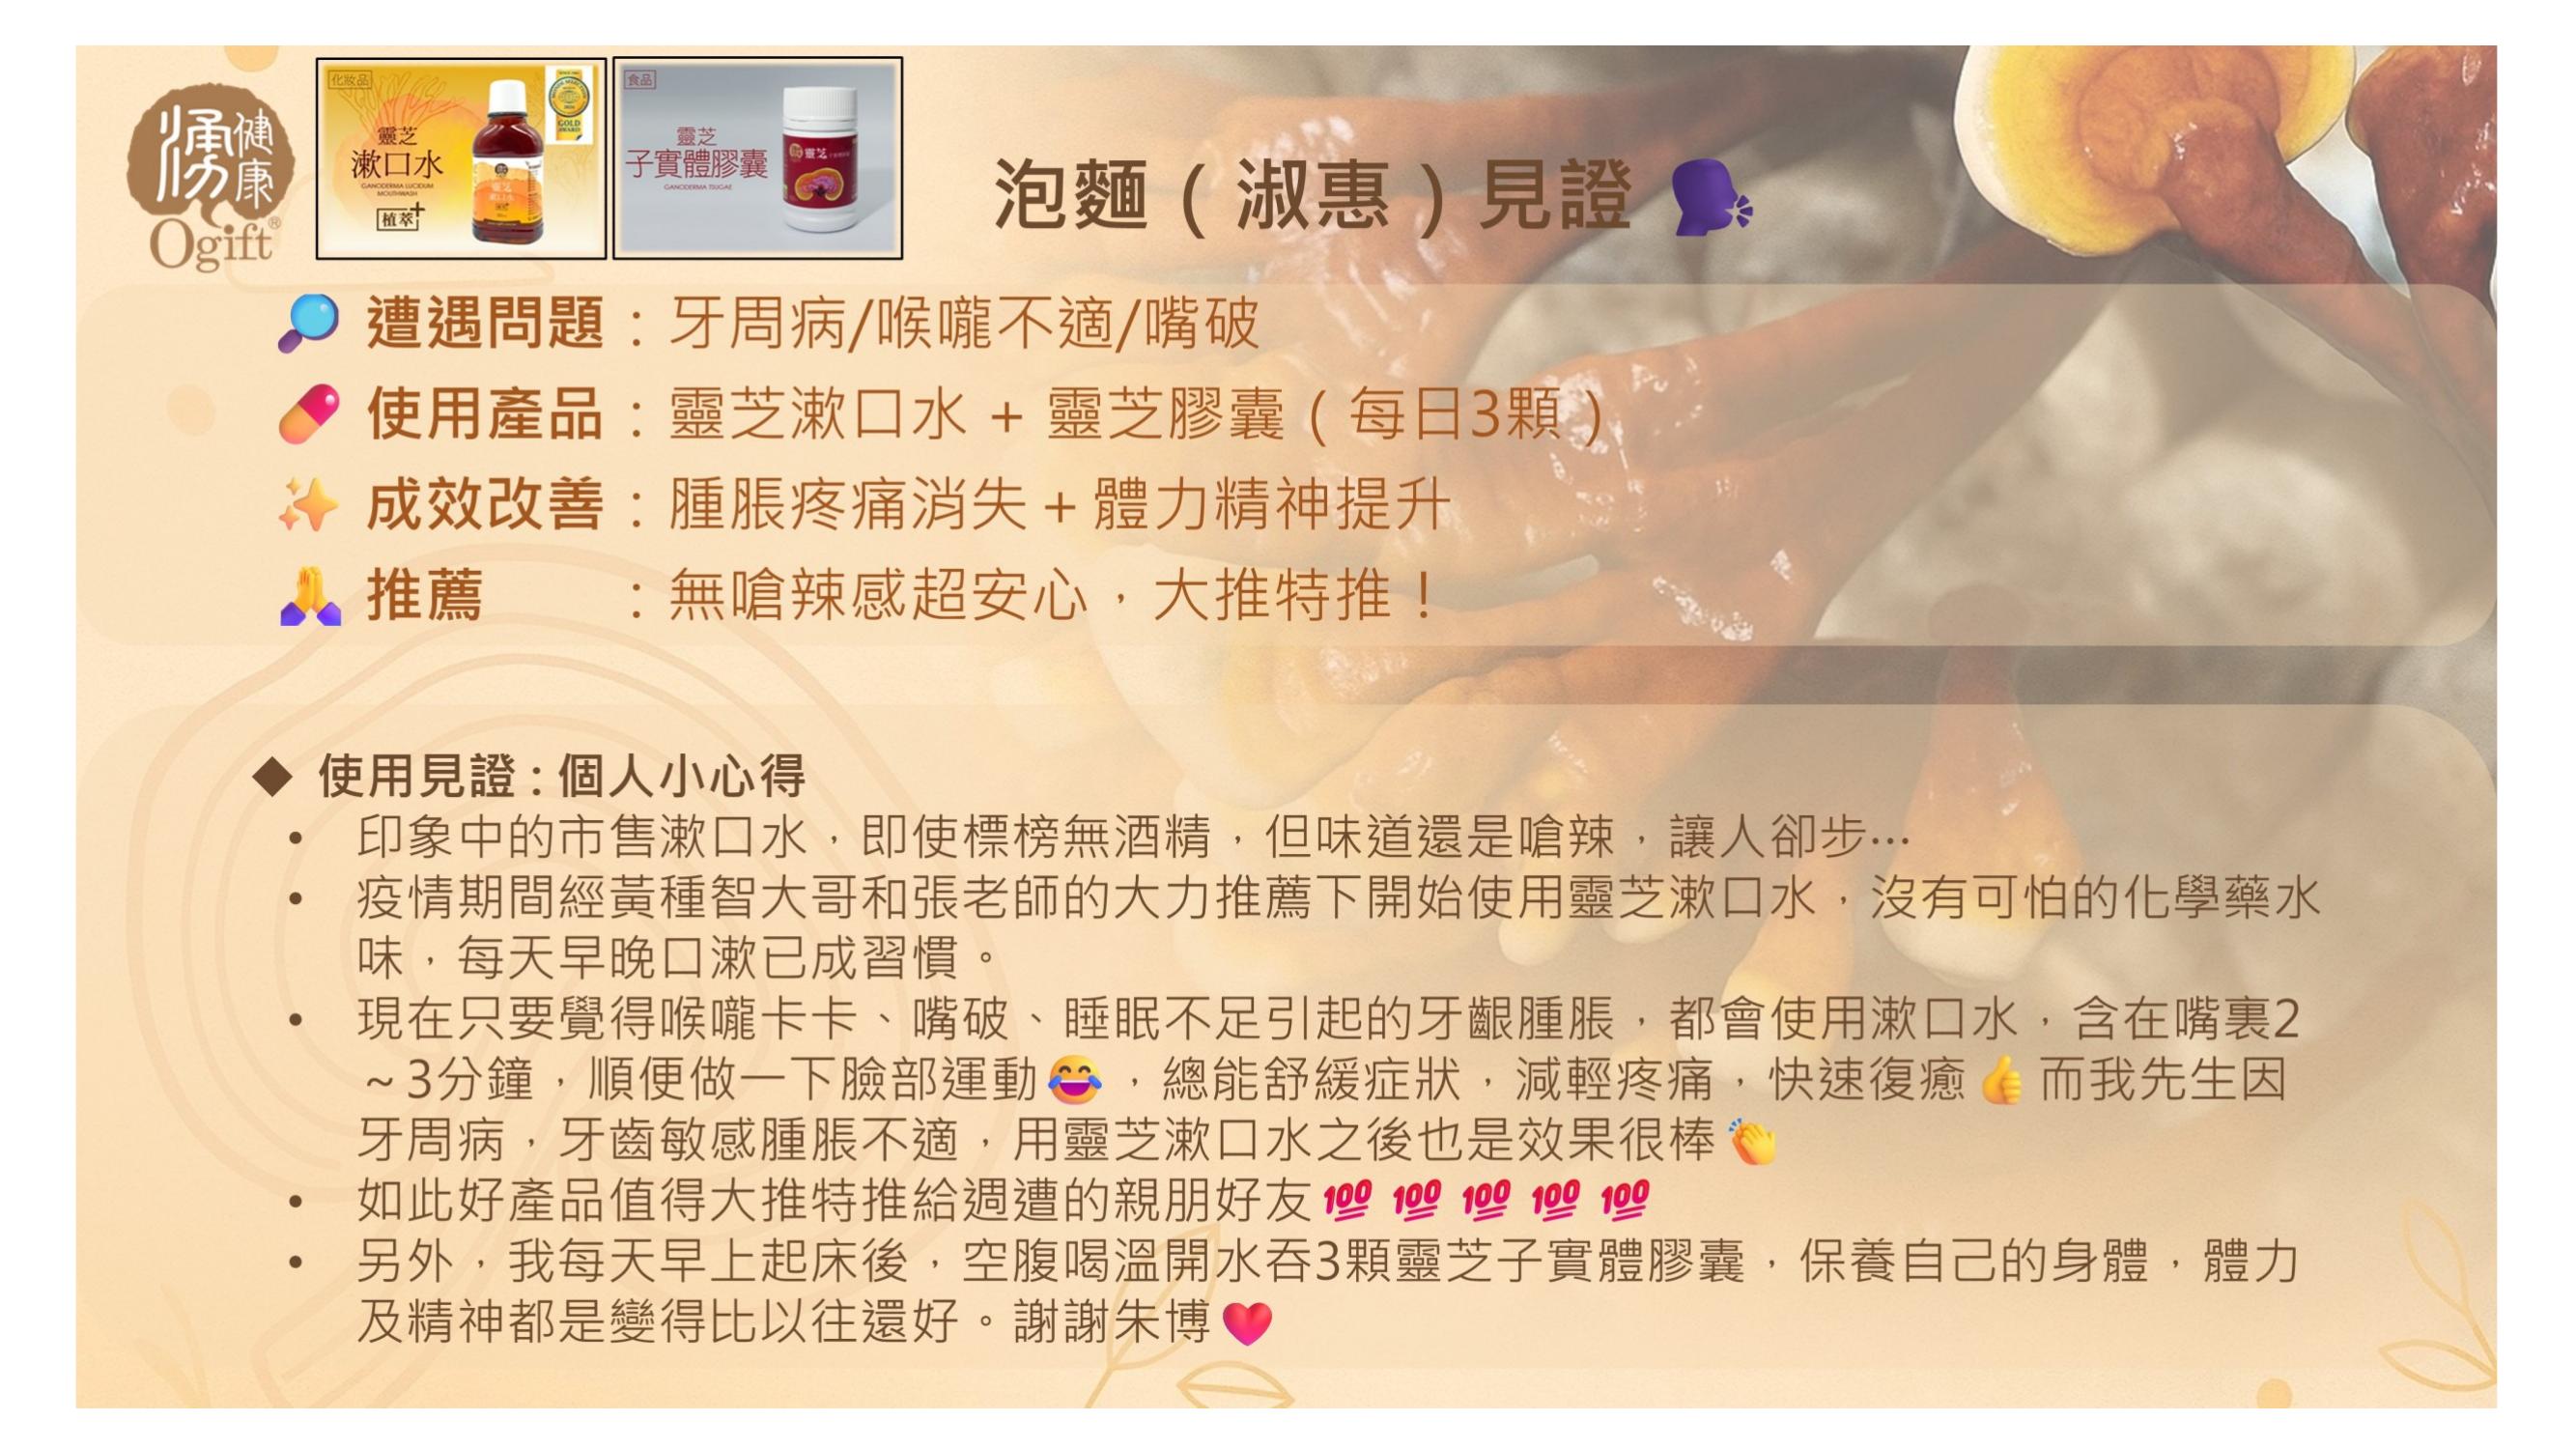 湧健康
Ogift®
化妝品
靈芝
漱口水
GANODERMA LUCIDUM
MOUTHWASH
植萃+
GOLD
AWARD
食品
靈芝
子實體膠囊
GANODERMA TSUGAE
靈芝
泡麵（淑惠）見證 🗣️
🔎 遭遇問題：牙周病/喉嚨不適/嘴破
💊 使用產品：靈芝漱口水 + 靈芝膠囊（每日3顆）
✨ 成效改善：腫脹疼痛消失 + 體力精神提升
🙏 推薦　　：無嗆辣感超安心，大推特推！
◆ 使用見證:個人小心得
• 印象中的市售漱口水，即使標榜無酒精，但味道還是嗆辣，讓人卻步…
• 疫情期間經黃種智大哥和張老師的大力推薦下開始使用靈芝漱口水，沒有可怕的化學藥水
味，每天早晚口漱已成習慣。
• 現在只要覺得喉嚨卡卡、嘴破、睡眠不足引起的牙齦腫脹，都會使用漱口水，含在嘴裏2
~3分鐘，順便做一下臉部運動😂，總能舒緩症狀，減輕疼痛，快速復癒👍而我先生因
牙周病，牙齒敏感腫脹不適，用靈芝漱口水之後也是效果很棒👏
• 如此好產品值得大推特推給週遭的親朋好友💯💯💯💯💯
• 另外，我每天早上起床後，空腹喝溫開水吞3顆靈芝子實體膠囊，保養自己的身體，體力
及精神都是變得比以往還好。謝謝朱博❤️